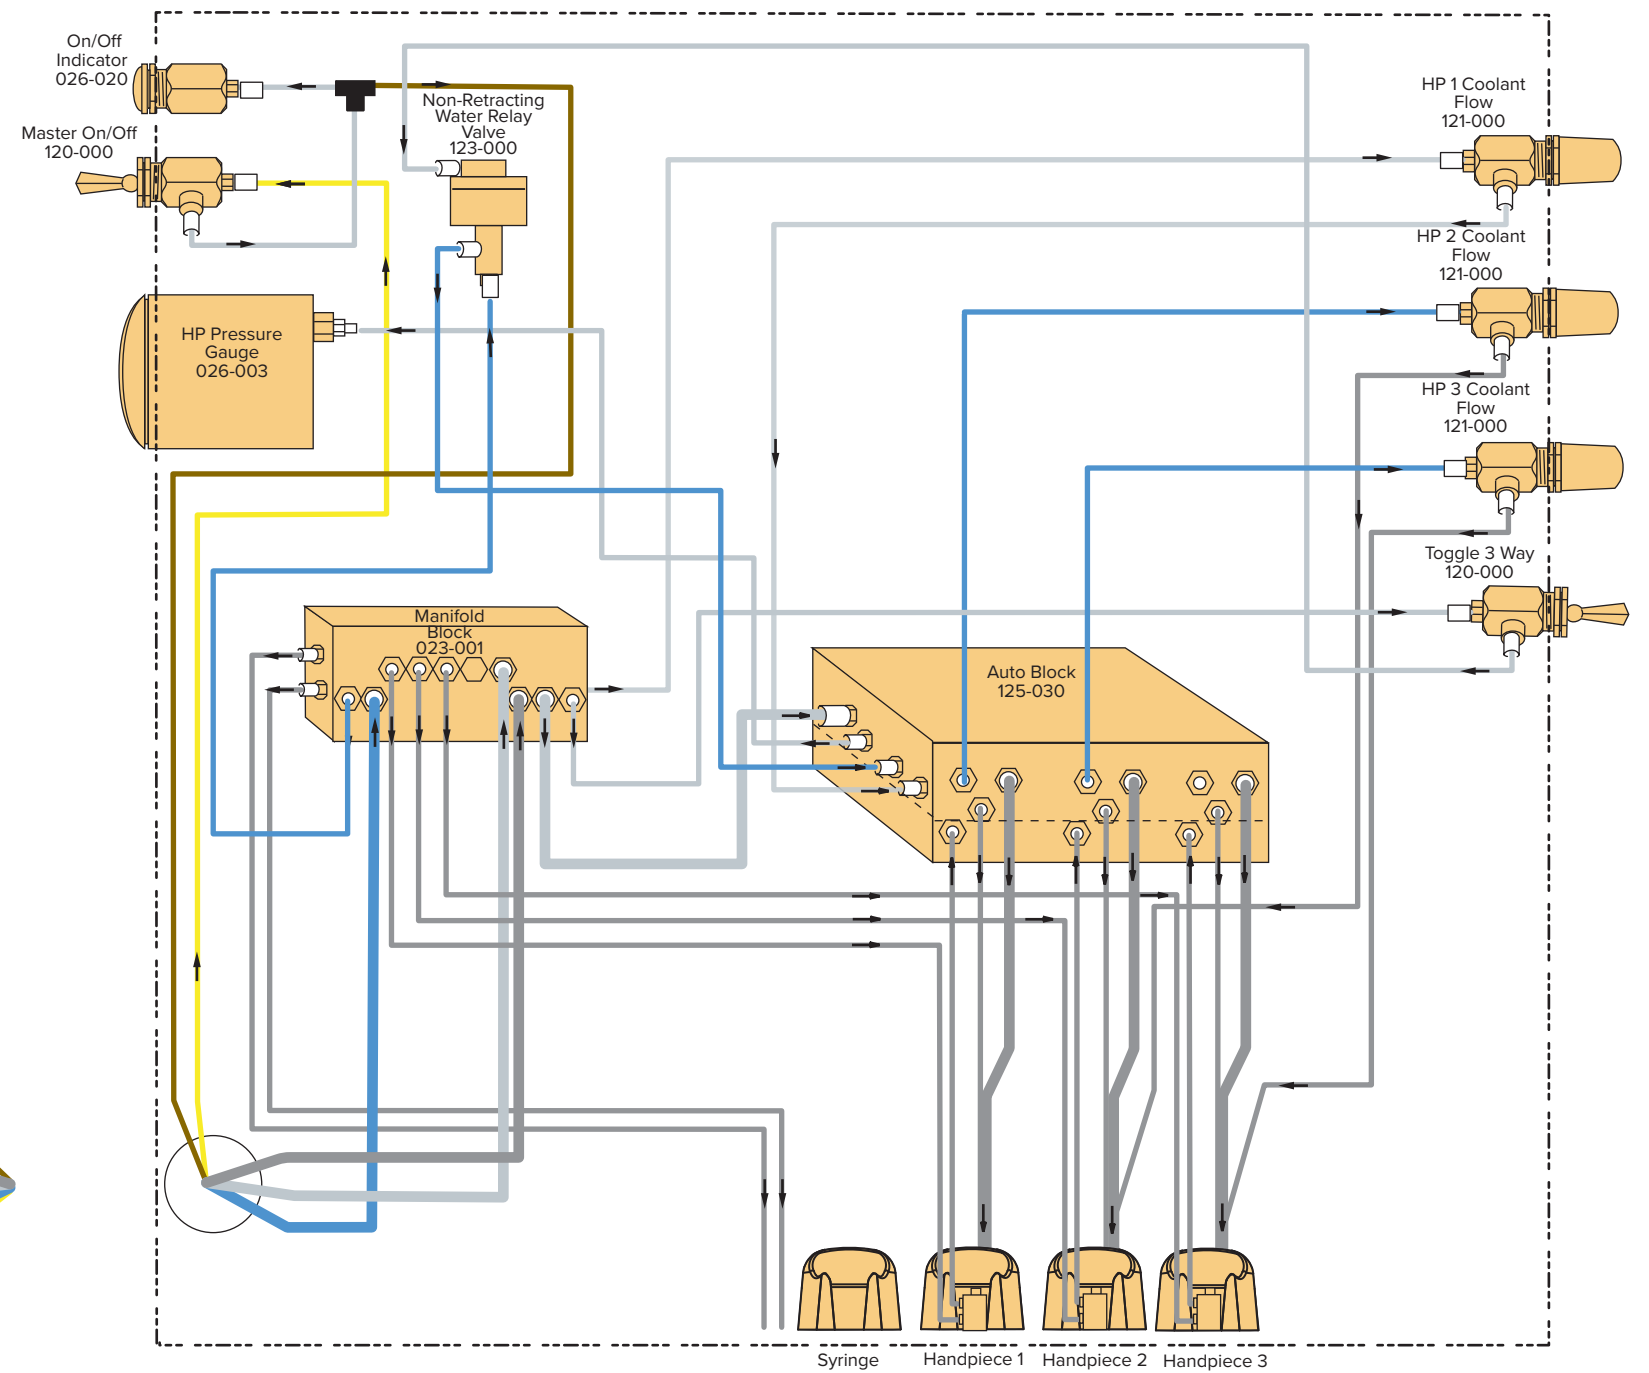 On/Off
Indicator
026-020
Master On/Off
120-000
Non-Retracting
Water Relay
Valve
123-000
HP Pressure
Gauge
026-003
HP 1 Coolant
Flow
121-000
HP 2 Coolant
Flow
121-000
HP 3 Coolant
Flow
121-000
Toggle 3 Way
120-000
Manifold
Block
023-001
Auto Block
125-030
Syringe
Handpiece 1
Handpiece 2
Handpiece 3